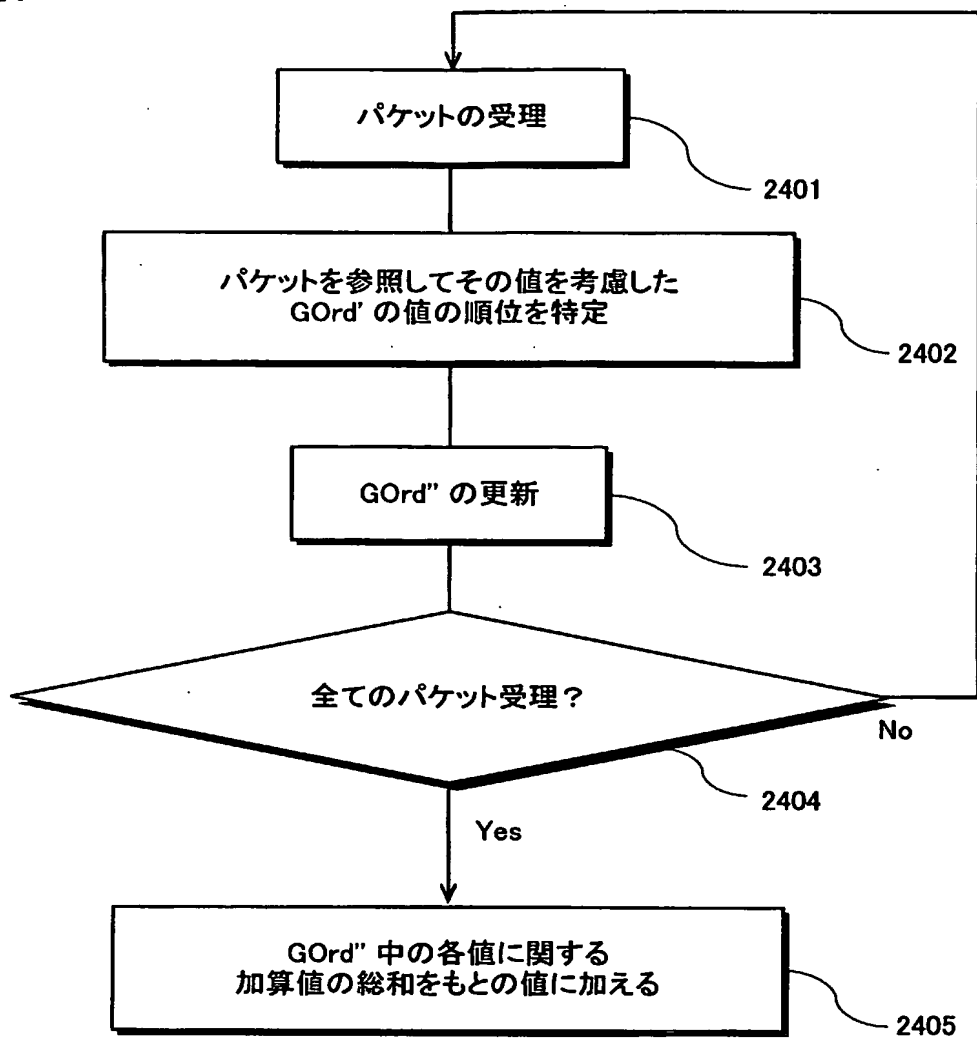 パケットの受理
2401
パケットを参照してその値を考慮した
GOrd' の値の順位を特定
2402
GOrd'' の更新
2403
全てのパケット受理？
No
2404
Yes
GOrd'' 中の各値に関する
加算値の総和をもとの値に加える
2405